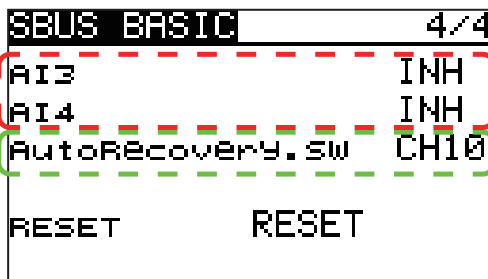 SBUS BASIC 4/4
AI3 INH
AI4 INH
AutoRecovery.SW CH10
RESET RESET